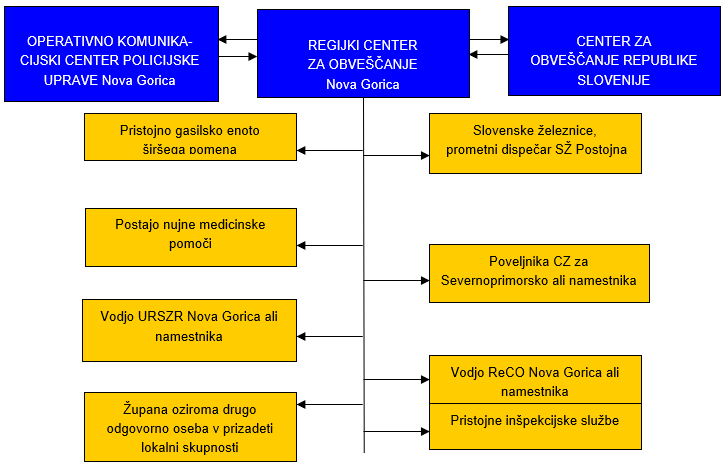 OPERATIVNO KOMUNIKA-
CIJSKI CENTER POLICIJSKE
UPRAVE Nova Gorica
REGIJKI CENTER
ZA OBVEŠČANJE
Nova Gorica
CENTER ZA
OBVEŠČANJE REPUBLIKE
SLOVENIJE
Pristojno gasilsko enoto
širšega pomena
Slovenske železnice,
prometni dispečar SŽ Postojna
Postajo nujne medicinske
pomoči
Poveljnika CZ za
Severnoprimorsko ali namestnika
Vodjo URSZR Nova Gorica ali
namestnika
Vodjo ReCO Nova Gorica ali
namestnika
Župana oziroma drugo
odgovorno oseba v prizadeti
lokalni skupnosti
Pristojne inšpekcijske službe